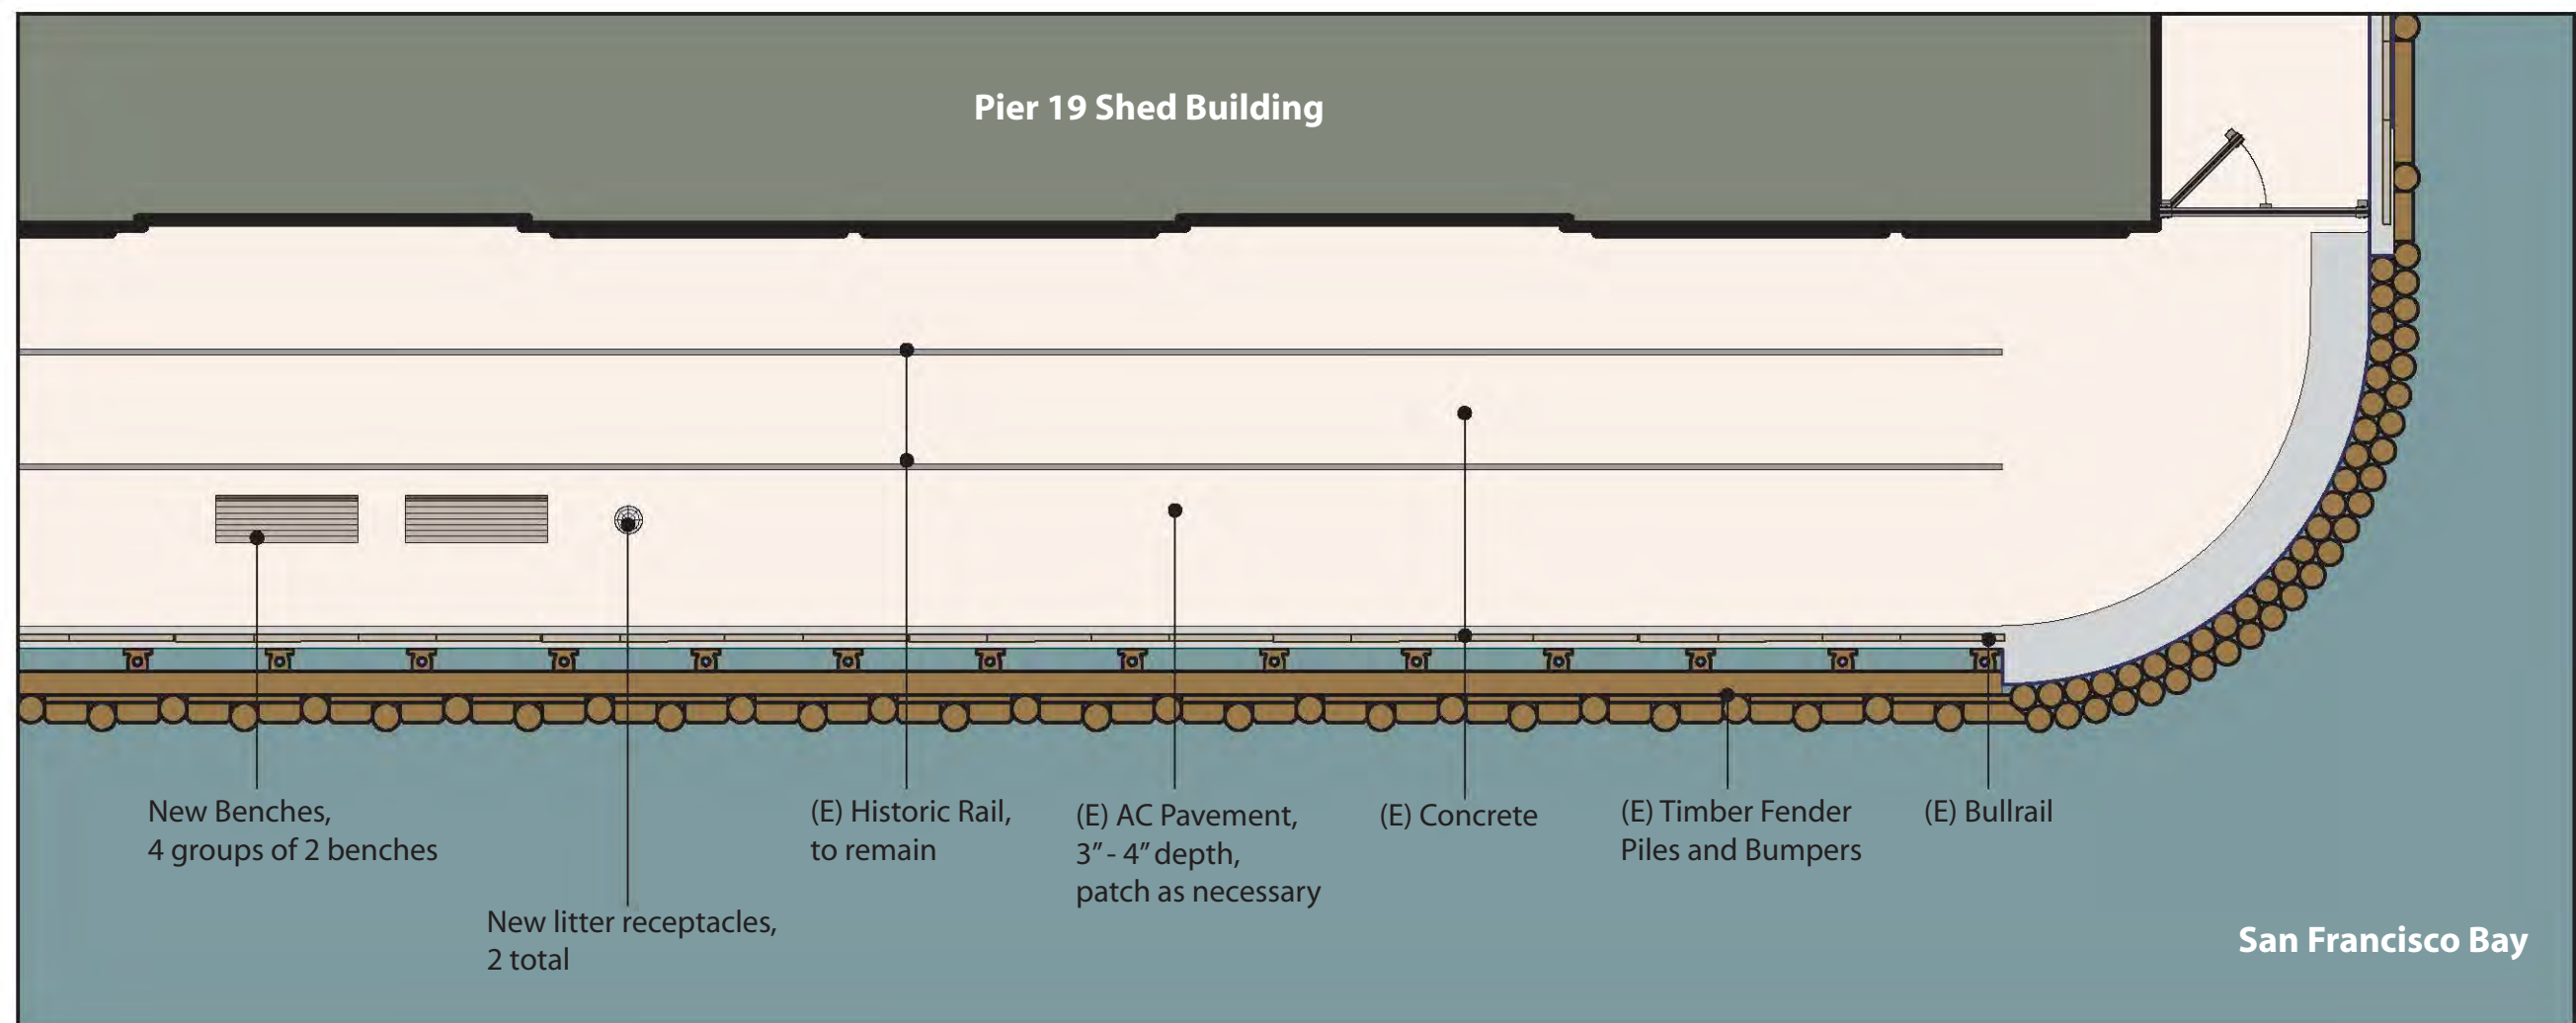 Pier 19 Shed Building
New Benches,
4 groups of 2 benches
New litter receptacles,
2 total
(E) Historic Rail,
to remain
(E) AC Pavement,
3” - 4” depth,
patch as necessary
(E) Concrete
(E) Timber Fender
Piles and Bumpers
(E) Bullrail
San Francisco Bay